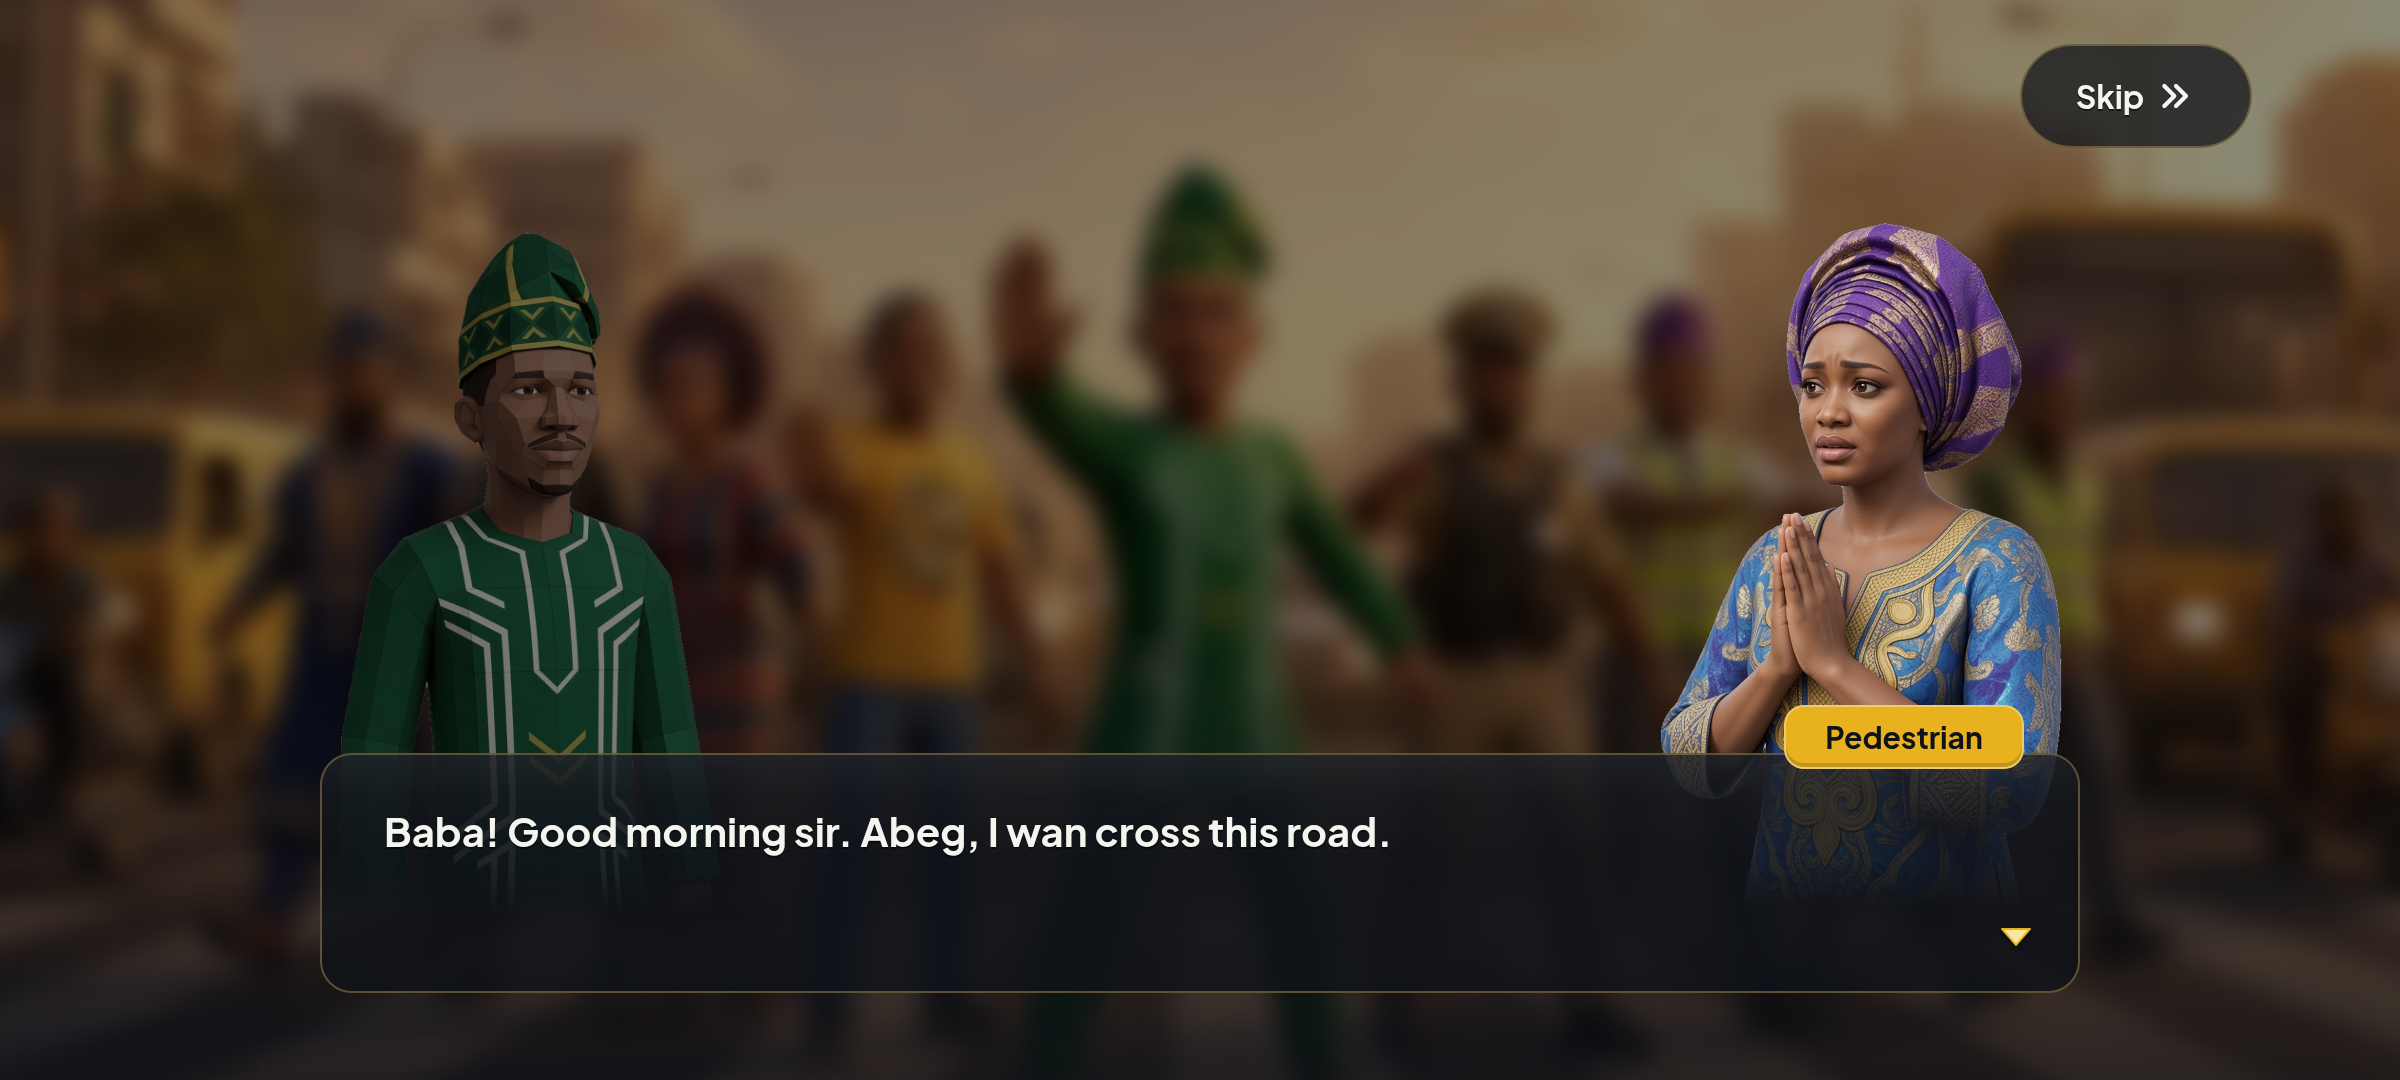 Skip
Pedestrian
Baba! Good morning sir. Abeg, I wan cross this road.